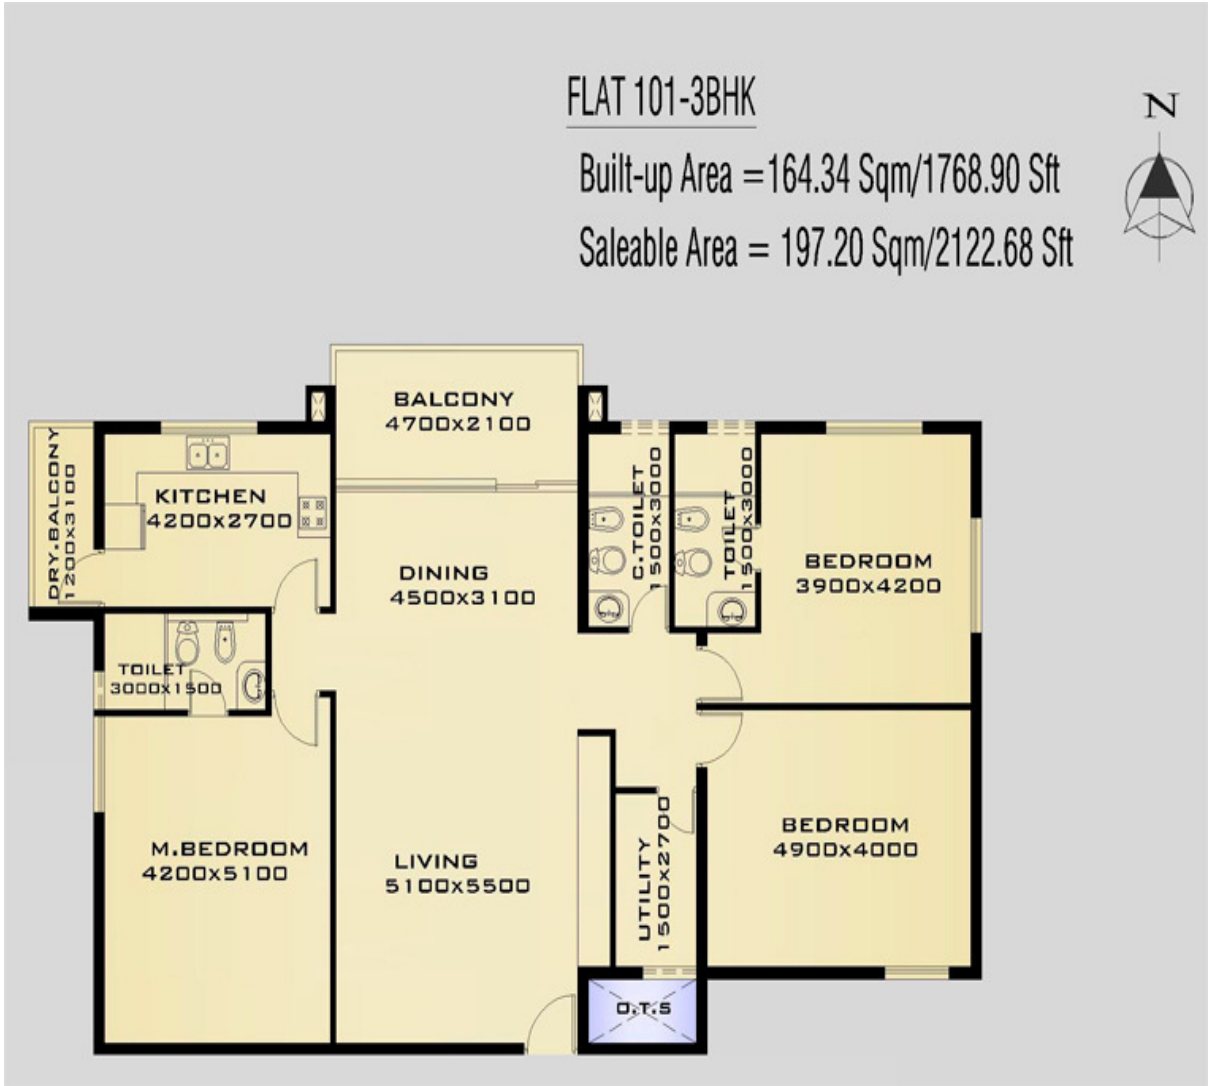 FLAT 101-3BHK
N
Built-up Area =164.34 Sqm/1768.90 Sft
Saleable Area = 197.20 Sqm/2122.68 Sft
BALCONY
4700x2100
DRY.BALCONY
1200x3100
KITCHEN
4200x2700
C.TOILET
1500x3000
TOILET
1500x3000
DINING
4500x3100
BEDROOM
3900x4200
TOILET
3000x1500
M.BEDROOM
4200x5100
LIVING
5100x5500
UTILITY
1500x2700
BEDROOM
4900x4000
O.T.S